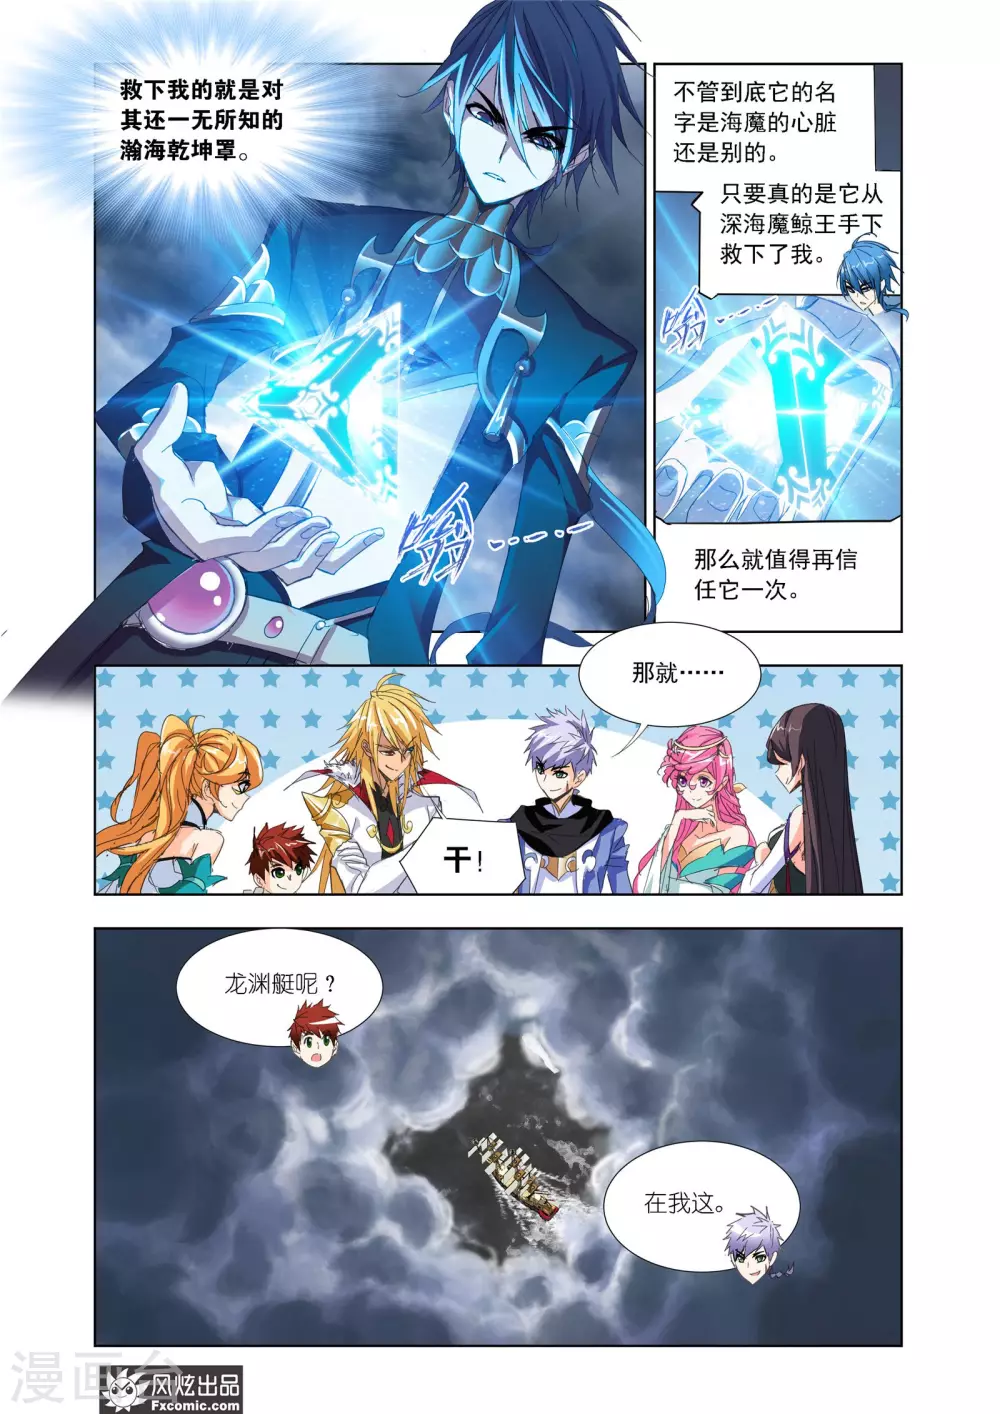 救下我的就是对
其还一无所知的
瀚海乾坤罩。
不管到底它的名
字是海魔的心脏
还是别的。
只要真的是它从
深海魔鲸王手下
救下了我。
嗡
嗡
那么就值得再信
任它一次。
那就……
干！
龙渊艇呢？
在我这。
漫画台
风炫出品
Fxcomic.com